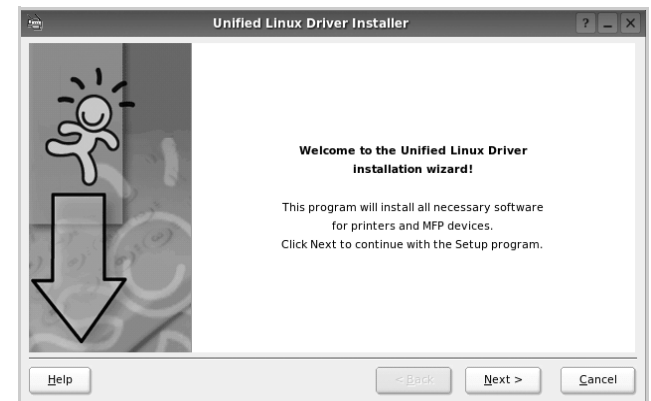 Unified Linux Driver Installer
Welcome to the Unified Linux Driver
installation wizard!
This program will install all necessary software
for printers and MFP devices.
Click Next to continue with the Setup program.
Help
< Back
Next >
Cancel